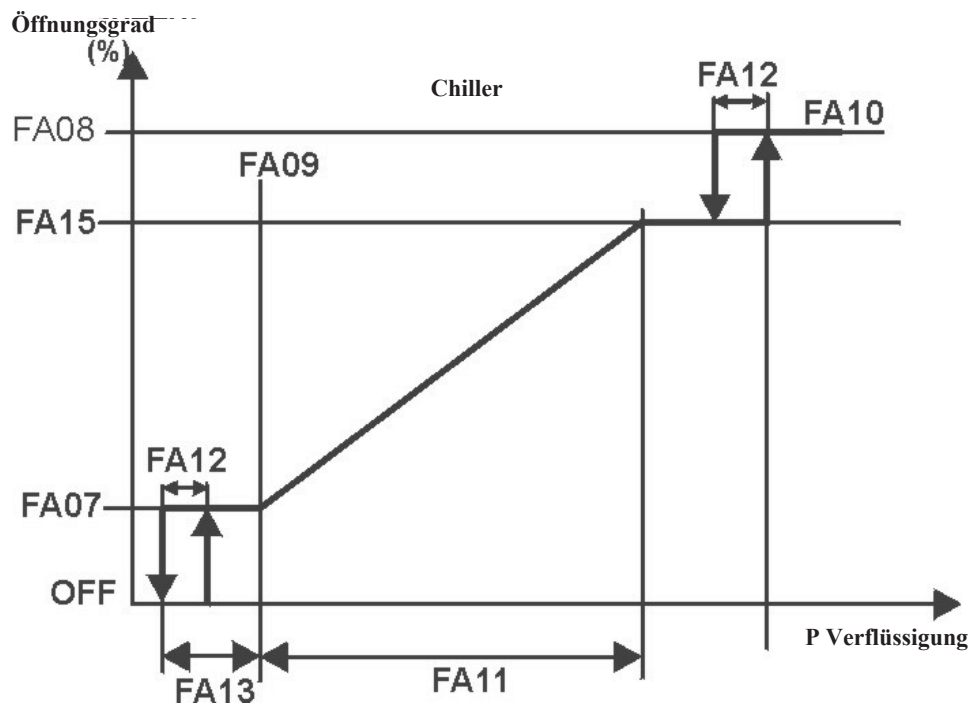 Öffnungsgrad
(%)
Chiller
FA12
FA08
FA10
FA09
FA15
FA12
FA07
OFF
P Verflüssigung
FA13
FA11